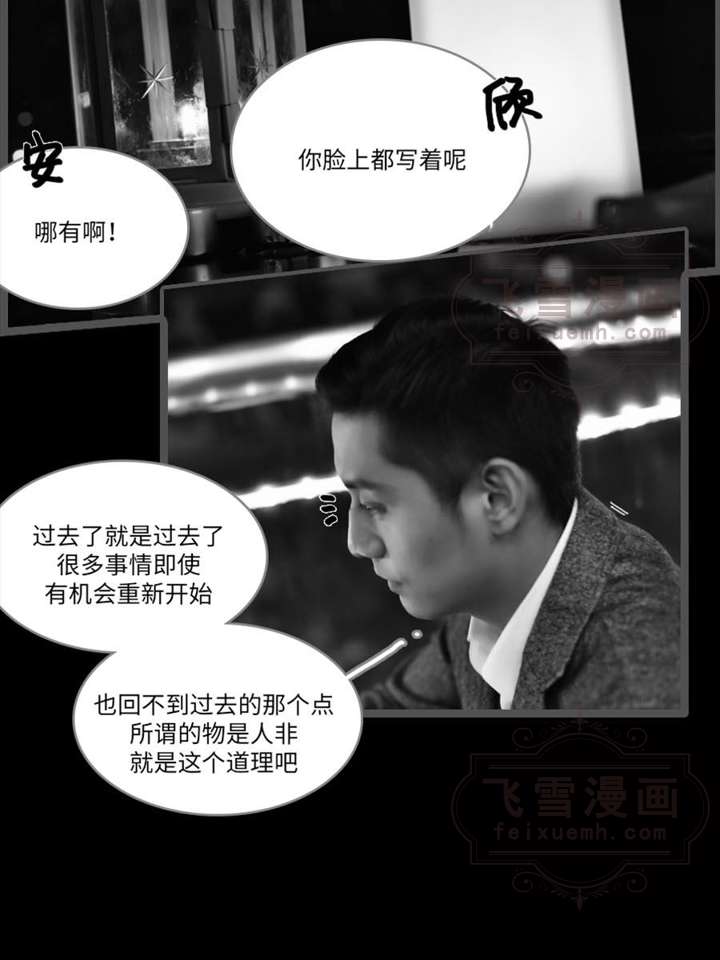 欣
你脸上都写着呢
安
哪有啊！
飞雪漫画
feixuemh.com
过去了就是过去了
很多事情即使
有机会重新开始
也回不到过去的那个点
所谓的物是人非
就是这个道理吧
飞雪漫画
feixuemh.com